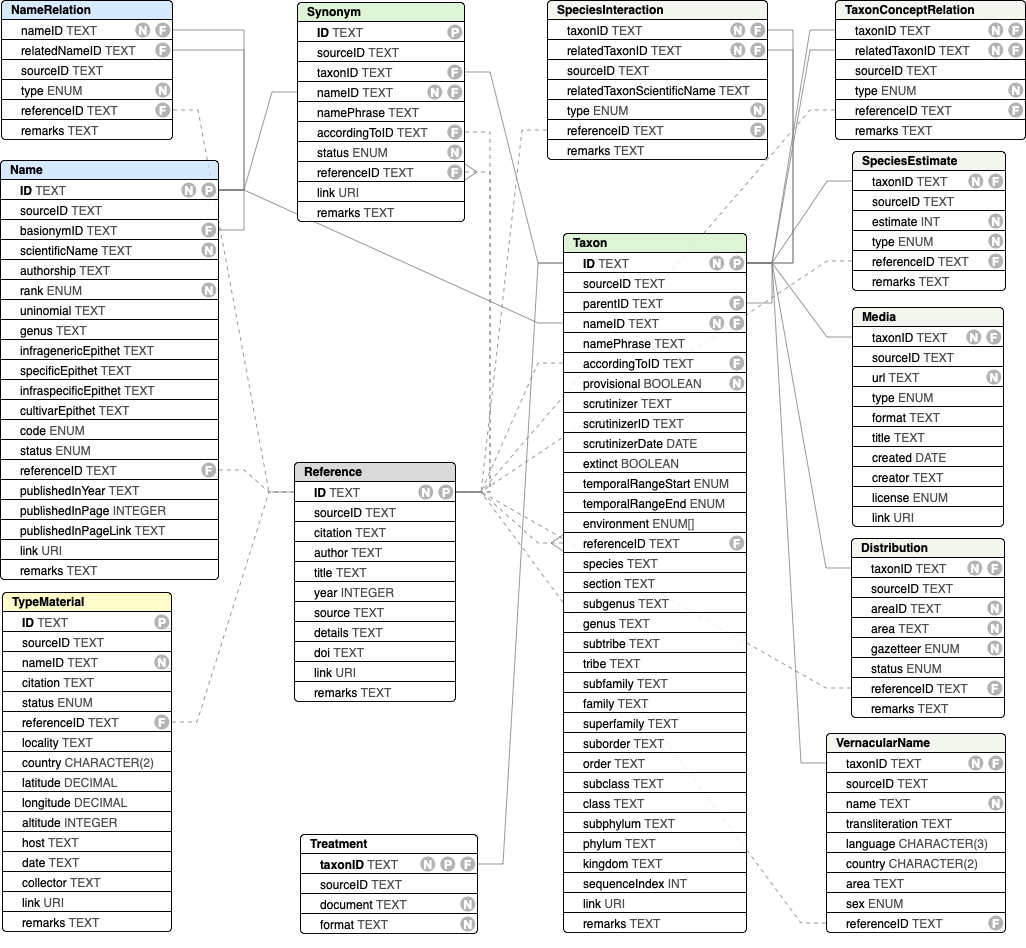 NameRelation
nameID TEXT N F
relatedNameID TEXT F
sourceID TEXT
type ENUM N
referenceID TEXT F
remarks TEXT
Name
ID TEXT N P
sourceID TEXT
basionymID TEXT F
scientificName TEXT N
authorship TEXT
rank ENUM N
uninomial TEXT
genus TEXT
infragenericEpithet TEXT
specificEpithet TEXT
infraspecificEpithet TEXT
cultivarEpithet TEXT
code ENUM
status ENUM
referenceID TEXT F
publishedInYear TEXT
publishedInPage INTEGER
publishedInPageLink TEXT
link URI
remarks TEXT
TypeMaterial
ID TEXT P
sourceID TEXT
nameID TEXT N
citation TEXT
status ENUM
referenceID TEXT F
locality TEXT
country CHARACTER(2)
latitude DECIMAL
longitude DECIMAL
altitude INTEGER
host TEXT
date TEXT
collector TEXT
link URI
remarks TEXT
Synonym
ID TEXT P
sourceID TEXT
taxonID TEXT F
nameID TEXT N F
namePhrase TEXT
accordingToID TEXT F
status ENUM N
referenceID TEXT F
link URI
remarks TEXT
Reference
ID TEXT N P
sourceID TEXT
citation TEXT
author TEXT
title TEXT
year INTEGER
source TEXT
details TEXT
doi TEXT
link URI
remarks TEXT
Treatment
taxonID TEXT N P F
sourceID TEXT
document TEXT N
format TEXT N
SpeciesInteraction
taxonID TEXT N F
relatedTaxonID TEXT N F
sourceID TEXT
relatedTaxonScientificName TEXT
type ENUM N
referenceID TEXT F
remarks TEXT
Taxon
ID TEXT N P
sourceID TEXT
parentID TEXT F
nameID TEXT N F
namePhrase TEXT
accordingToID TEXT F
provisional BOOLEAN N
scrutinizer TEXT
scrutinizerID TEXT
scrutinizerDate DATE
extinct BOOLEAN
temporalRangeStart ENUM
temporalRangeEnd ENUM
environment ENUM[]
referenceID TEXT F
species TEXT
section TEXT
subgenus TEXT
genus TEXT
subtribe TEXT
tribe TEXT
subfamily TEXT
family TEXT
superfamily TEXT
suborder TEXT
order TEXT
subclass TEXT
class TEXT
subphylum TEXT
phylum TEXT
kingdom TEXT
sequenceIndex INT
link URI
remarks TEXT
TaxonConceptRelation
taxonID TEXT N F
relatedTaxonID TEXT N F
sourceID TEXT
type ENUM N
referenceID TEXT F
remarks TEXT
SpeciesEstimate
taxonID TEXT N F
sourceID TEXT
estimate INT N
type ENUM N
referenceID TEXT F
remarks TEXT
Media
taxonID TEXT N F
sourceID TEXT
url TEXT N
type ENUM
format TEXT
title TEXT
created DATE
creator TEXT
license ENUM
link URI
Distribution
taxonID TEXT N F
sourceID TEXT
areaID TEXT N
area TEXT N
gazetteer ENUM N
status ENUM
referenceID TEXT F
remarks TEXT
VernacularName
taxonID TEXT N F
sourceID TEXT
name TEXT N
transliteration TEXT
language CHARACTER(3)
country CHARACTER(2)
area TEXT
sex ENUM
referenceID TEXT F